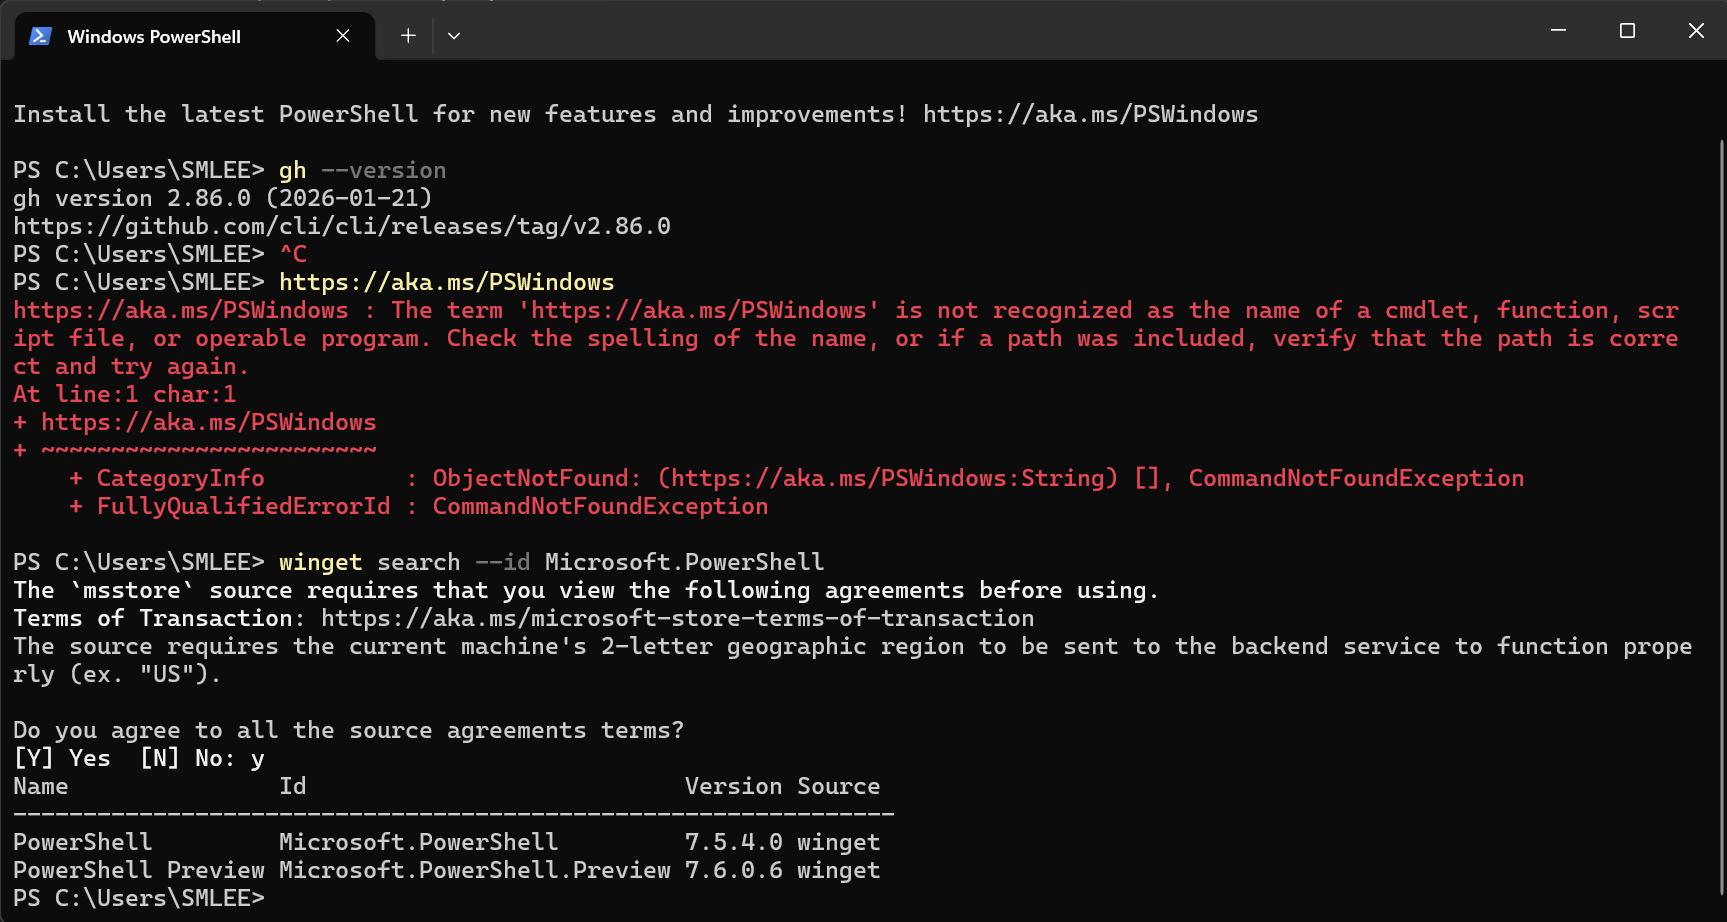 Windows PowerShell
Install the latest PowerShell for new features and improvements! https://aka.ms/PSWindows
PS C:\Users\SMLEE> gh --version
gh version 2.86.0 (2026-01-21)
https://github.com/cli/cli/releases/tag/v2.86.0
PS C:\Users\SMLEE> ^C
PS C:\Users\SMLEE> https://aka.ms/PSWindows
https://aka.ms/PSWindows : The term 'https://aka.ms/PSWindows' is not recognized as the name of a cmdlet, function, scr
ipt file, or operable program. Check the spelling of the name, or if a path was included, verify that the path is corre
ct and try again.
At line:1 char:1
+ https://aka.ms/PSWindows
+ ~~~~~~~~~~~~~~~~~~~~~~~~
    + CategoryInfo          : ObjectNotFound: (https://aka.ms/PSWindows:String) [], CommandNotFoundException
    + FullyQualifiedErrorId : CommandNotFoundException
PS C:\Users\SMLEE> winget search --id Microsoft.PowerShell
The `msstore` source requires that you view the following agreements before using.
Terms of Transaction: https://aka.ms/microsoft-store-terms-of-transaction
The source requires the current machine's 2-letter geographic region to be sent to the backend service to function prope
rly (ex. "US").
Do you agree to all the source agreements terms?
[Y] Yes  [N] No: y
Name               Id                           Version Source
---------------------------------------------------------------
PowerShell         Microsoft.PowerShell         7.5.4.0 winget
PowerShell Preview Microsoft.PowerShell.Preview 7.6.0.6 winget
PS C:\Users\SMLEE>